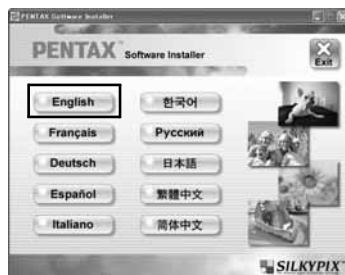 PENTAX Software Installer
PENTAX Software Installer
Exit
English
한국어
Français
Русский
Deutsch
日本語
Español
繁體中文
Italiano
简体中文
SILKYPIX